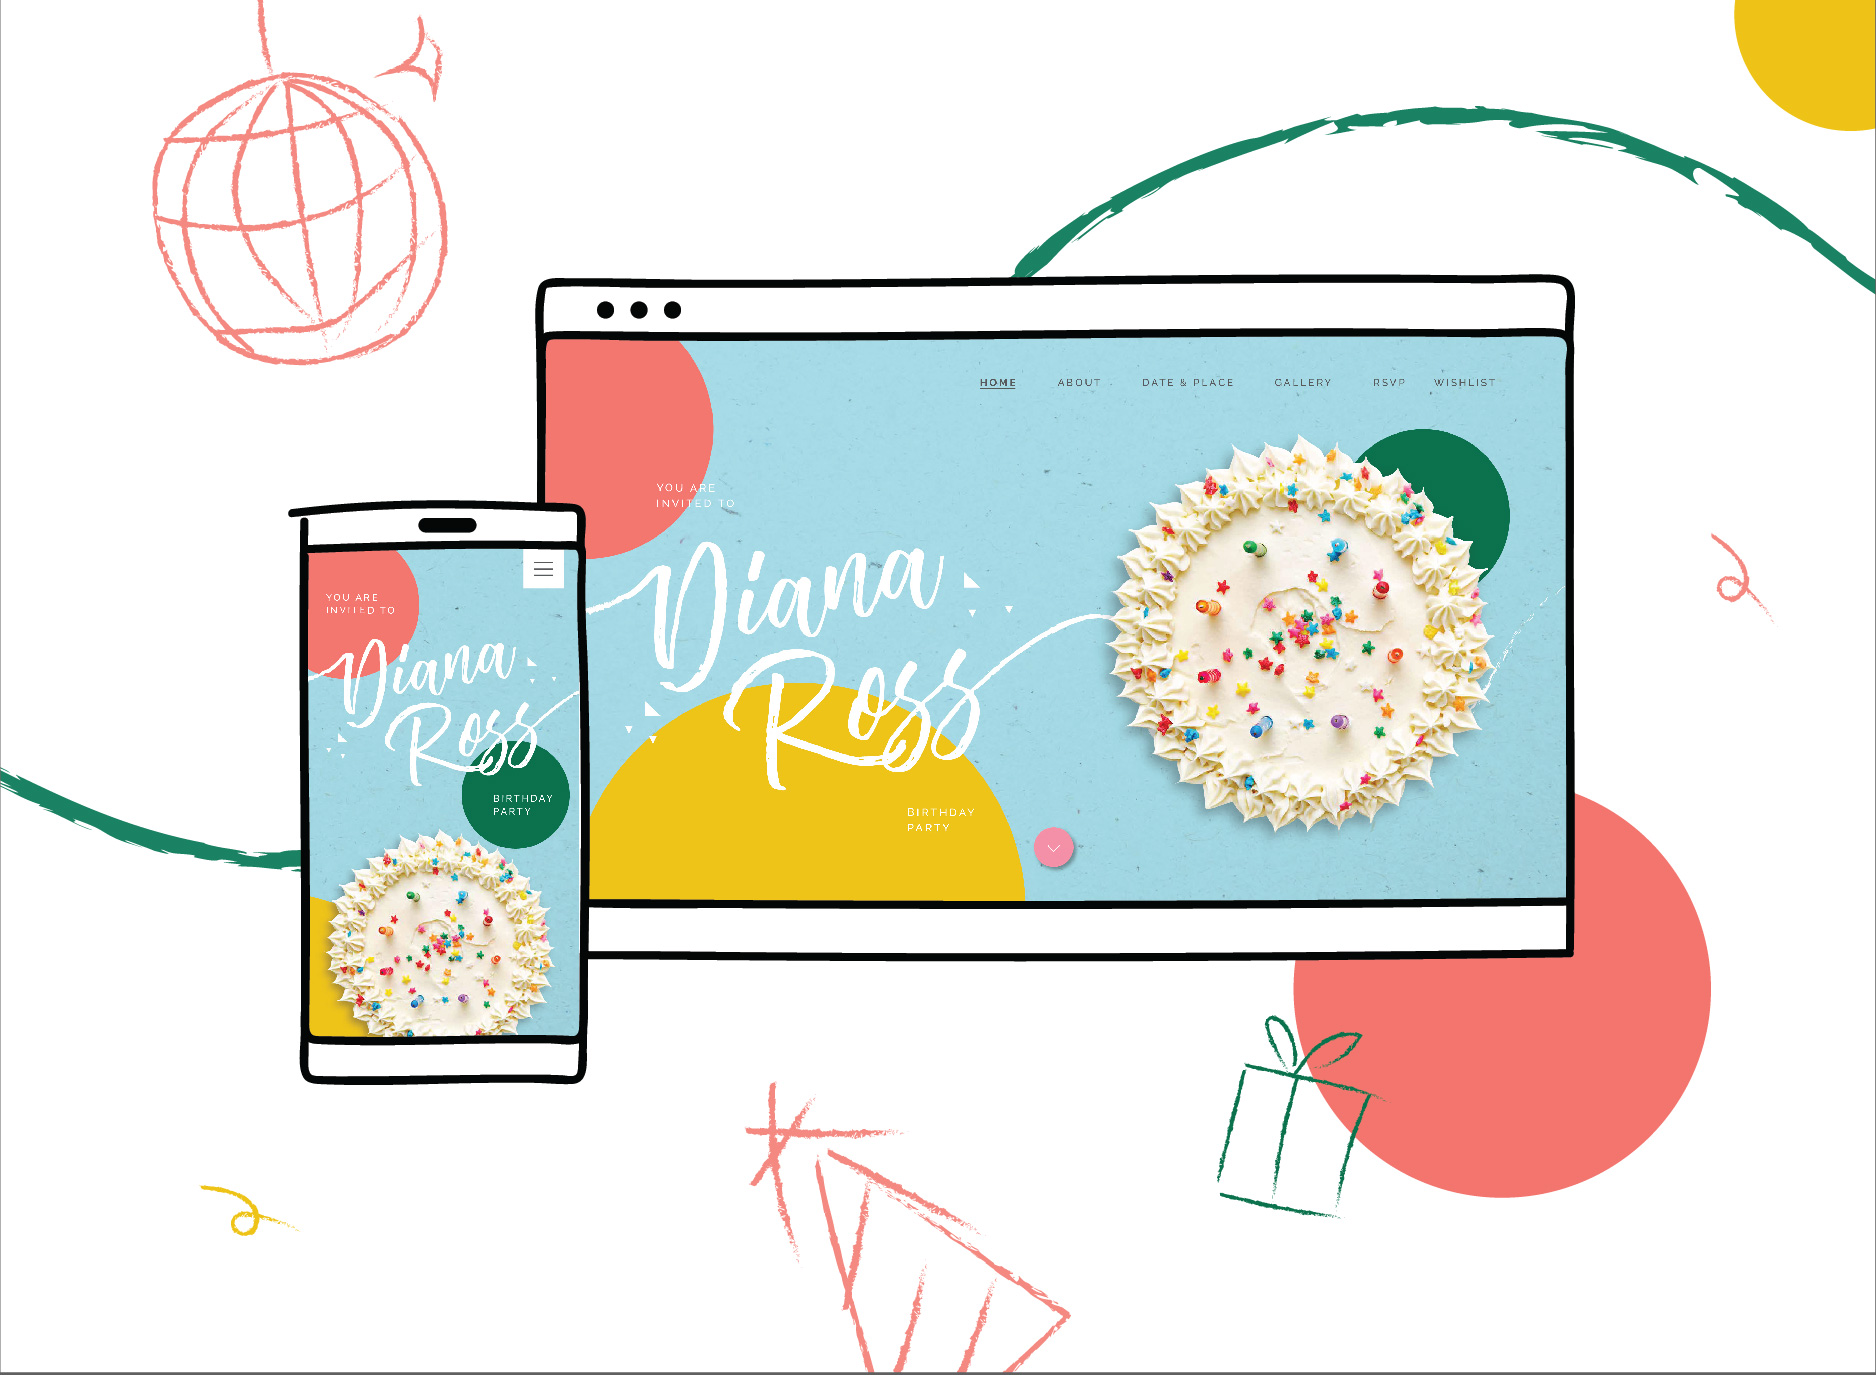 HOME ABOUT DATE & PLACE GALLERY RSVP WISHLIST
YOU ARE
INVITED TO
Diana
Ross
BIRTHDAY
PARTY
YOU ARE
INVITED TO
Diana
Ross
BIRTHDAY
PARTY